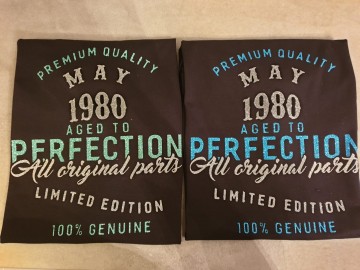 PREMIUM QUALITY
MAY
1980
AGED TO
PERFECTION
All original parts
LIMITED EDITION
100% GENUINE
PREMIUM QUALITY
MAY
1980
AGED TO
PERFECTION
All original parts
LIMITED EDITION
100% GENUINE